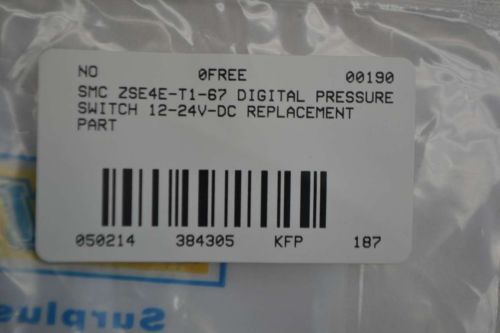 NO 0FREE 00190
SMC ZSE4E-T1-67 DIGITAL PRESSURE
SWITCH 12-24V-DC REPLACEMENT
PART
050214 384305 KFP 187
Surplus